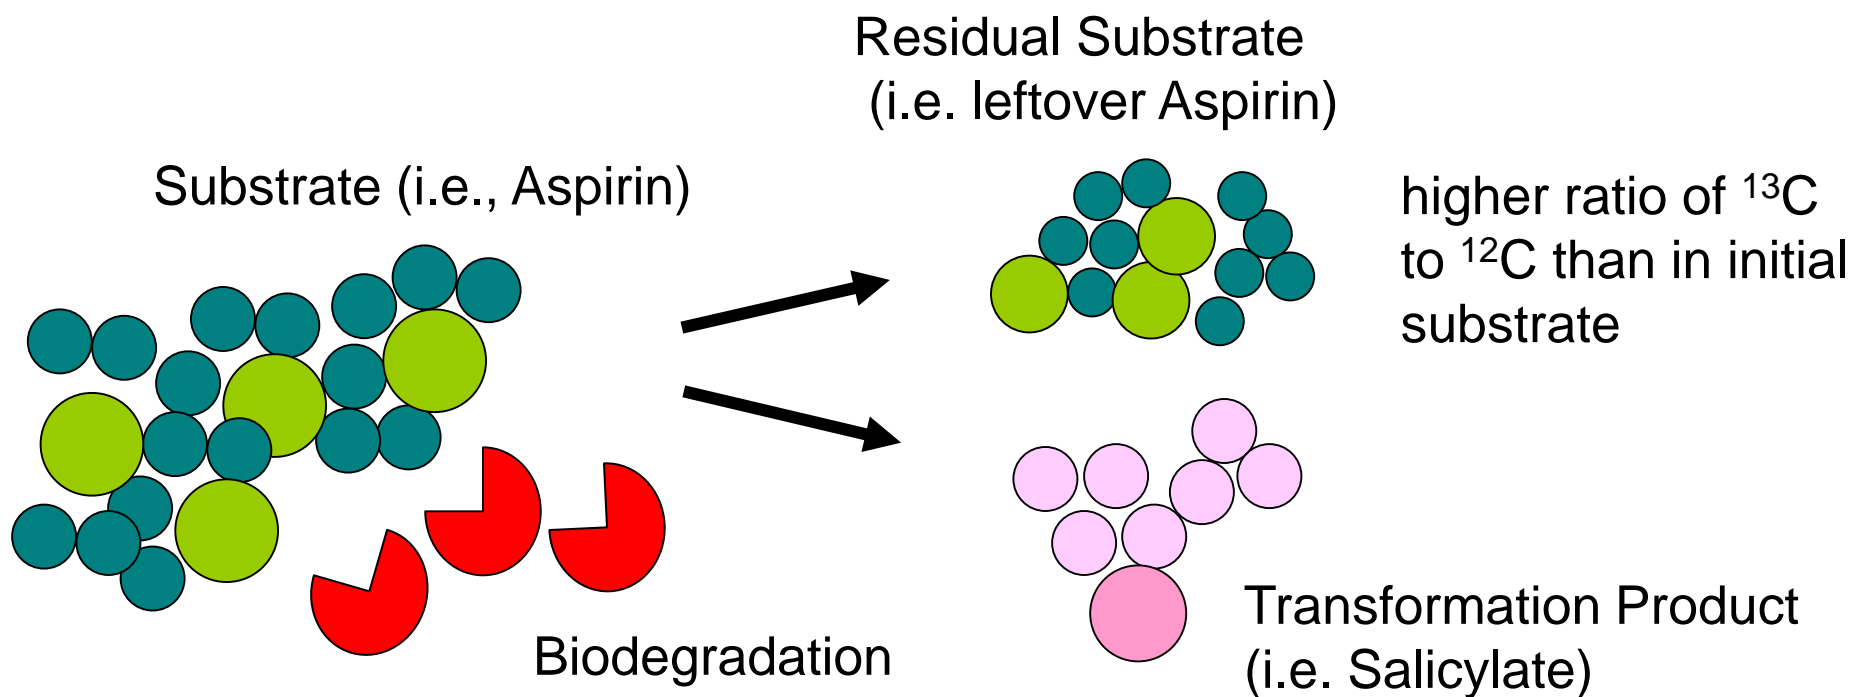 Residual Substrate
(i.e. leftover Aspirin)
Substrate (i.e., Aspirin)
higher ratio of ¹³C
to ¹²C than in initial
substrate
Biodegradation
Transformation Product
(i.e. Salicylate)